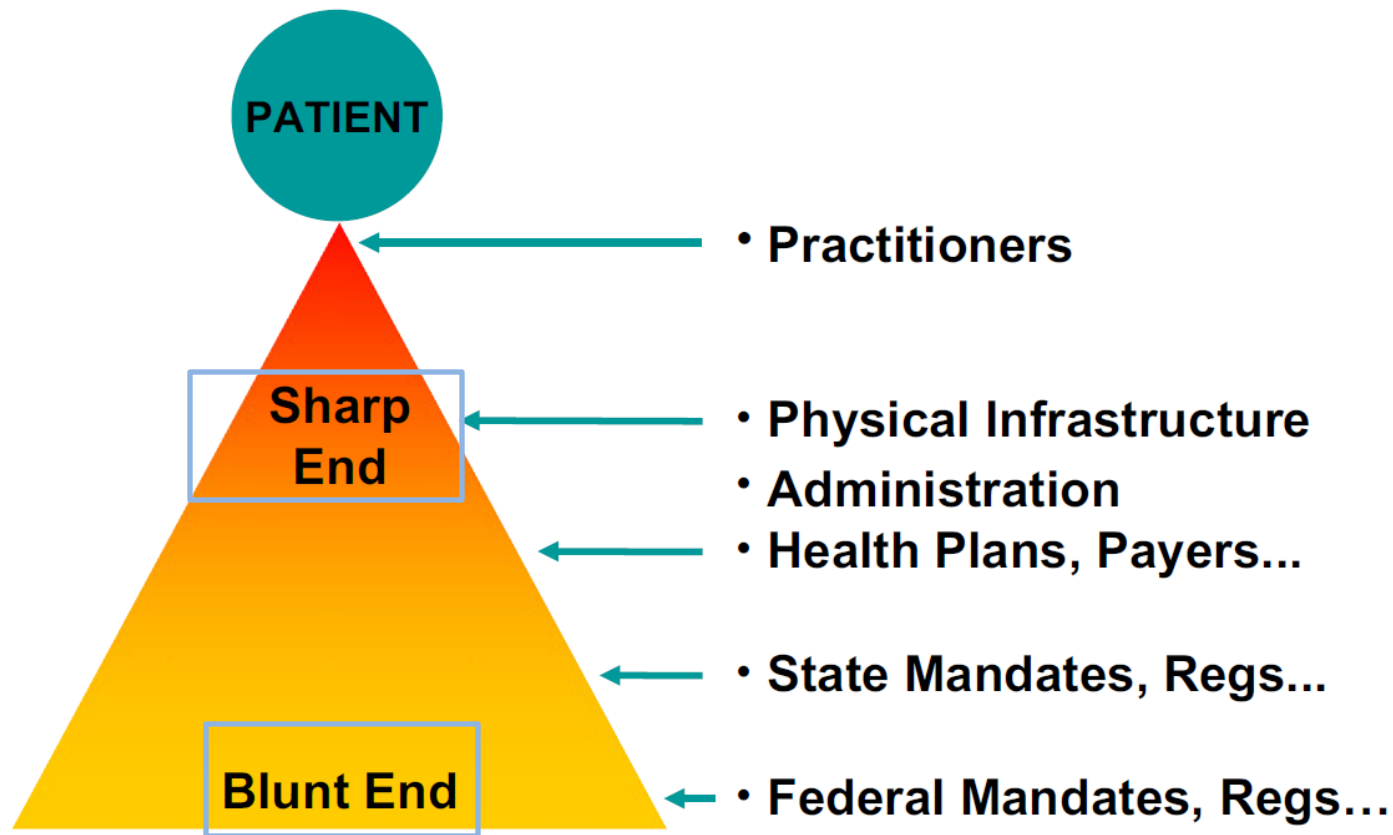 PATIENT
• Practitioners
Sharp
End
• Physical Infrastructure
• Administration
• Health Plans, Payers...
• State Mandates, Regs...
Blunt End
• Federal Mandates, Regs…